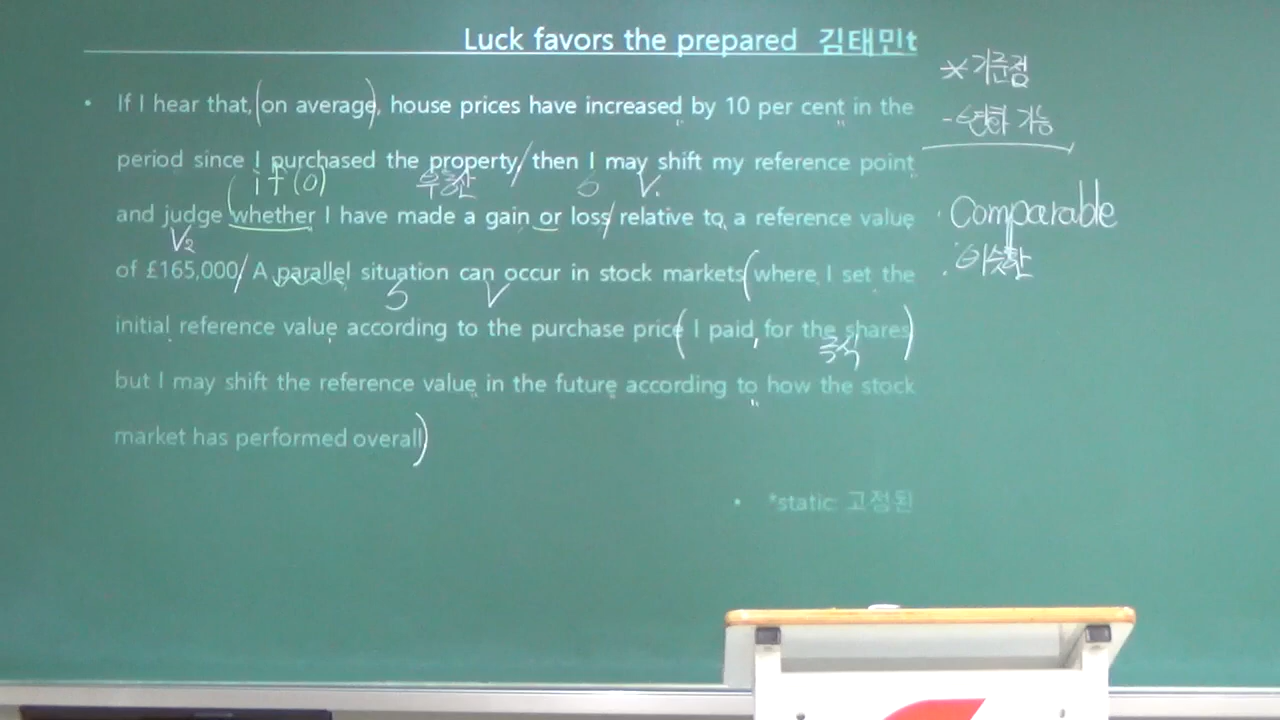 Luck favors the prepared 김태민t
• If I hear that, (on average), house prices have increased by 10 per cent in the
period since I purchased the property/ then I may shift my reference point
if (0)
S V.
and judge (whether I have made a gain or loss/ relative to a reference value
V2
of £165,000/ A parallel situation can occur in stock markets (where I set the
S V
initial reference value according to the purchase price ( I paid for the shares)
주식
but I may shift the reference value in the future according to how the stock
market has performed overall)
• *static: 고정된
* 기준점
- 변화 가능
· Comparable
. 비슷한